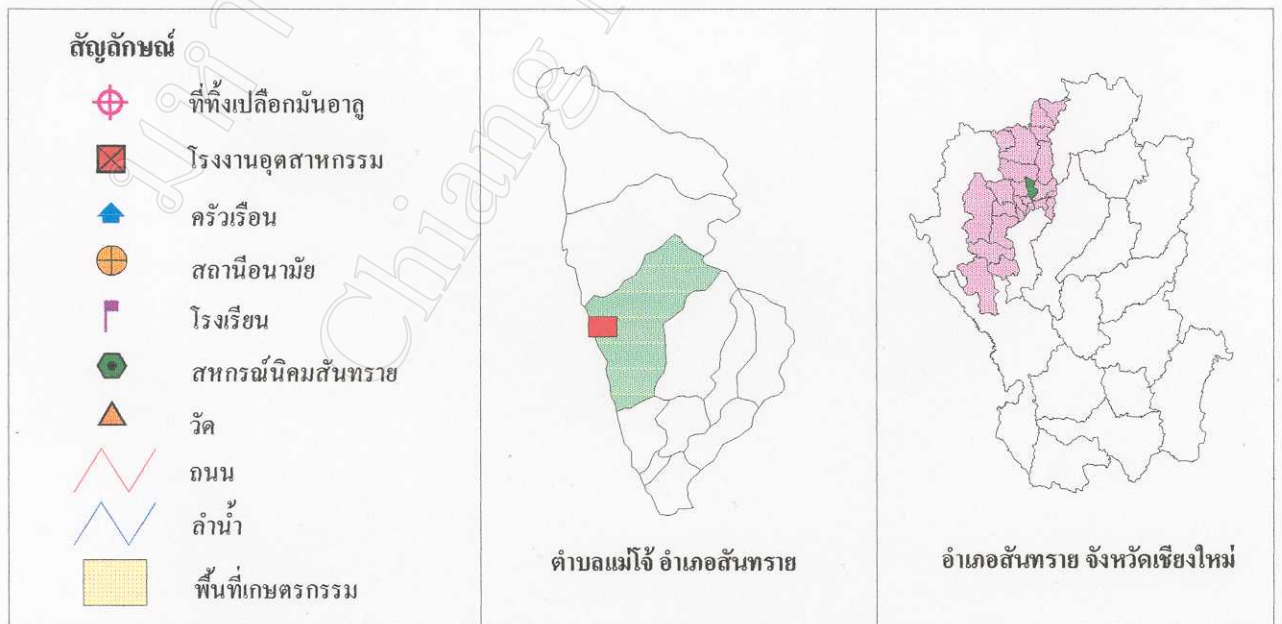 สัญลักษณ์
ที่ทิ้งเปลือกมันอาลู
โรงงานอุตสาหกรรม
ครัวเรือน
สถานีอนามัย
โรงเรียน
สหกรณ์นิคมสันทราย
วัด
ถนน
ลำน้ำ
พื้นที่เกษตรกรรม
ตำบลแม่โจ้ อำเภอสันทราย
อำเภอสันทราย จังหวัดเชียงใหม่
Chiang